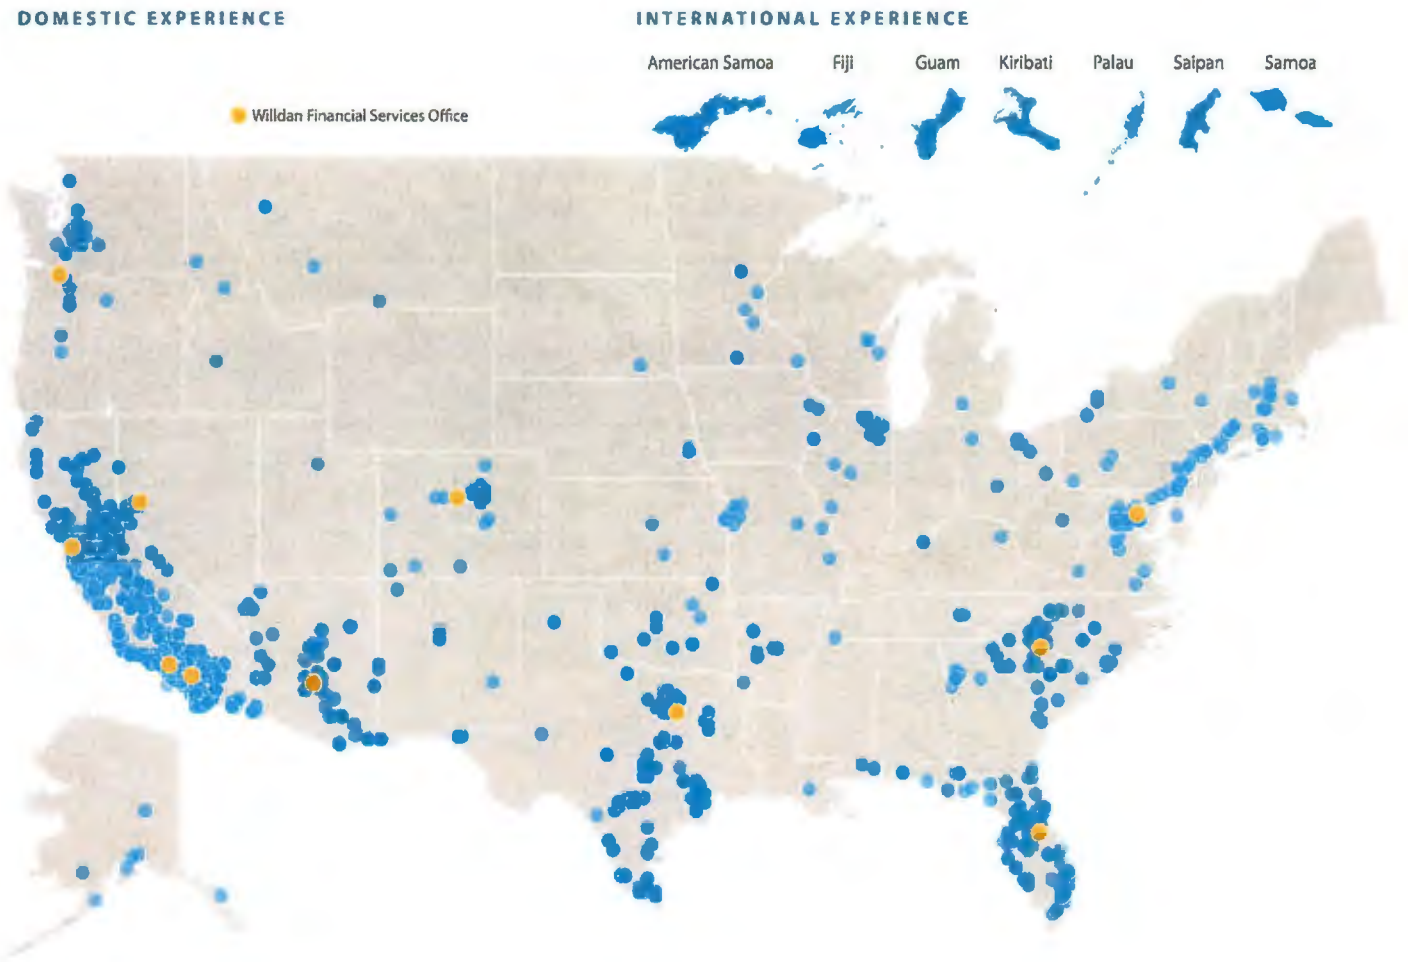 DOMESTIC EXPERIENCE
INTERNATIONAL EXPERIENCE
American Samoa Fiji Guam Kiribati Palau Saipan Samoa
Willdan Financial Services Office